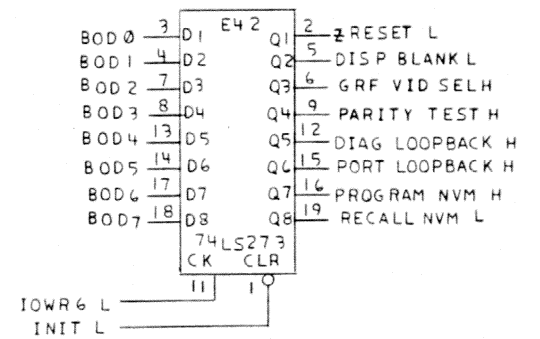 E42
BOD0 3 D1 Q1 2 Z RESET L
BOD1 4 D2 Q2 5 DISP BLANK L
BOD2 7 D3 Q3 6 GRF VID SEL H
BOD3 8 D4 Q4 9 PARITY TEST H
BOD4 13 D5 Q5 12 DIAG LOOPBACK H
BOD5 14 D6 Q6 15 PORT LOOPBACK H
BOD6 17 D7 Q7 16 PROGRAM NVM H
BOD7 18 D8 Q8 19 RECALL NVM L
74LS273
CK CLR
11 1
IOWR6 L
INIT L